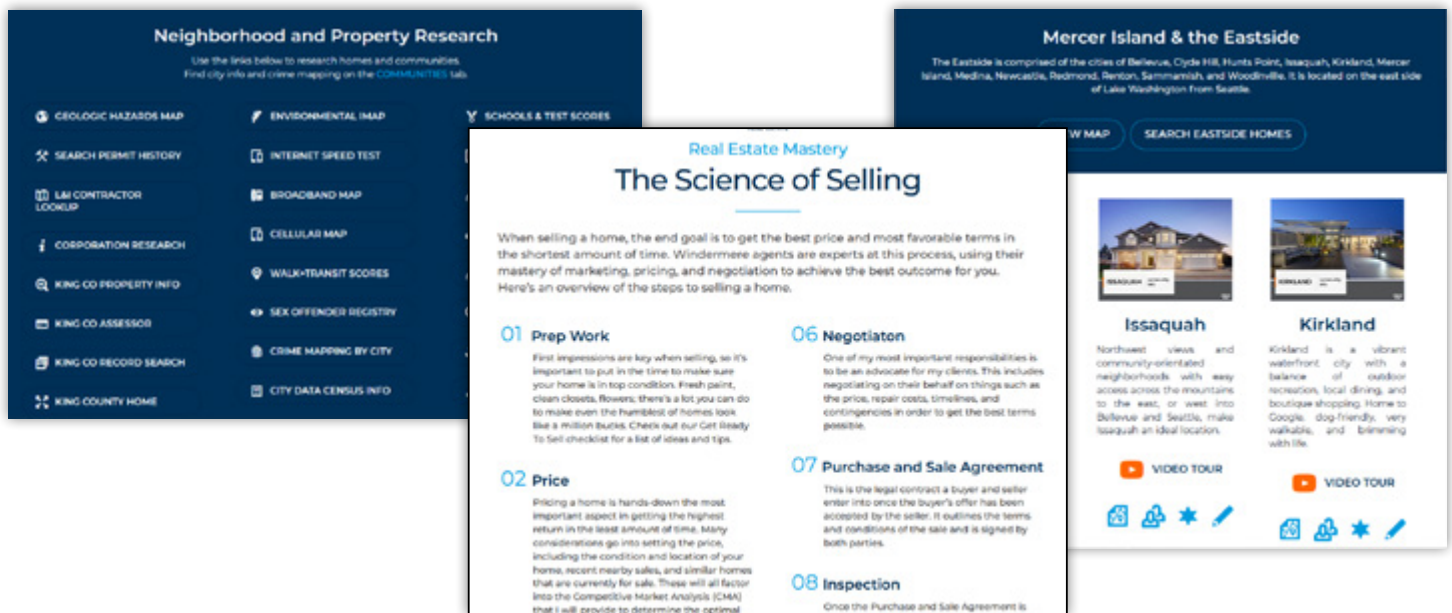 Neighborhood and Property Research
Use the links below to research homes and communities.
Find city info and crime mapping on the COMMUNITIES tab.
GEOLOGIC HAZARDS MAP
SEARCH PERMIT HISTORY
L&I CONTRACTOR
LOOKUP
CORPORATION RESEARCH
KING CO PROPERTY INFO
KING CO ASSESSOR
KING CO RECORD SEARCH
KING COUNTY HOME
ENVIRONMENTAL IMAP
INTERNET SPEED TEST
BROADBAND MAP
CELLULAR MAP
WALK+TRANSIT SCORES
SEX OFFENDER REGISTRY
CRIME MAPPING BY CITY
CITY DATA CENSUS INFO
SCHOOLS & TEST SCORES
Real Estate Mastery
The Science of Selling
When selling a home, the end goal is to get the best price and most favorable terms in
the shortest amount of time. Windermere agents are experts at this process, using their
mastery of marketing, pricing, and negotiation to achieve the best outcome for you.
Here's an overview of the steps to selling a home.
01 Prep Work
First impressions are key when selling, so it's
important to put in the time to make sure
your home is in top condition. Fresh paint,
clean closets, flowers; there's a lot you can do
to make even the humblest of homes look
like a million bucks. Check out our Get Ready
To Sell checklist for a list of ideas and tips.
02 Price
Pricing a home is hands-down the most
important aspect in getting the highest
return in the least amount of time. Many
considerations go into setting the price,
including the condition and location of your
home, recent nearby sales, and similar homes
that are currently for sale. These will all factor
into the Competitive Market Analysis (CMA)
that I will provide to determine the optimal
06 Negotiaton
One of my most important responsibilities is
to be an advocate for my clients. This includes
negotiating on their behalf on things such as
the price, repair costs, timelines, and
contingencies in order to get the best terms
possible.
07 Purchase and Sale Agreement
This is the legal contract a buyer and seller
enter into once the buyer's offer has been
accepted by the seller. It outlines the terms
and conditions of the sale and is signed by
both parties.
08 Inspection
Once the Purchase and Sale Agreement is
Mercer Island & the Eastside
The Eastside is comprised of the cities of Bellevue, Clyde Hill, Hunts Point, Issaquah, Kirkland, Mercer
Island, Medina, Newcastle, Redmond, Renton, Sammamish, and Woodinville. It is located on the east side
of Lake Washington from Seattle.
W MAP
SEARCH EASTSIDE HOMES
ISSAQUAH
KIRKLAND
Issaquah
Northwest views and
community-orientated
neighborhoods with easy
access across the mountains
to the east, or west into
Bellevue and Seattle, make
Issaquah an ideal location.
VIDEO TOUR
Kirkland
Kirkland is a vibrant
waterfront city with a
balance of outdoor
recreation, local dining, and
boutique shopping. Home to
Google, dog-friendly, very
walkable, and brimming
with life.
VIDEO TOUR